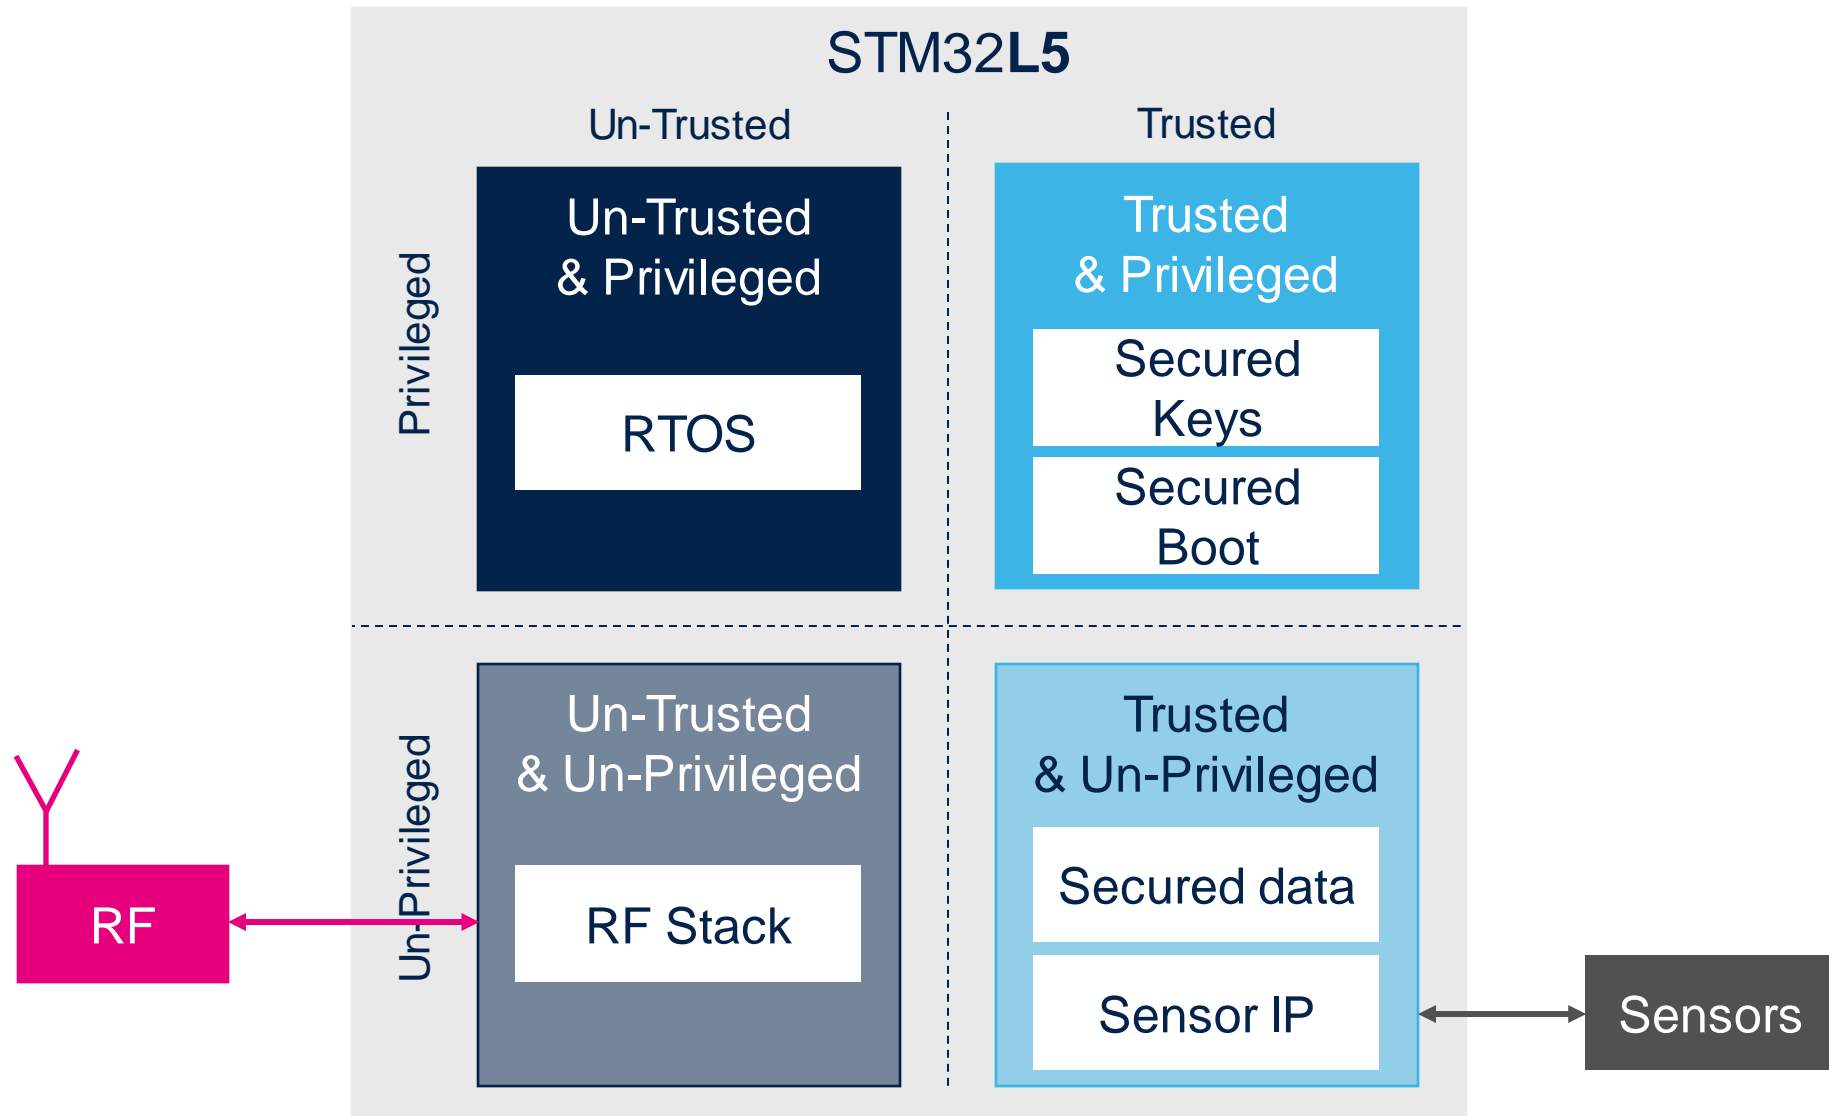 STM32L5
Un-Trusted
Trusted
Privileged
Un-Trusted
& Privileged
RTOS
Trusted
& Privileged
Secured
Keys
Secured
Boot
Un-Privileged
Un-Trusted
& Un-Privileged
RF Stack
Trusted
& Un-Privileged
Secured data
Sensor IP
RF
Sensors